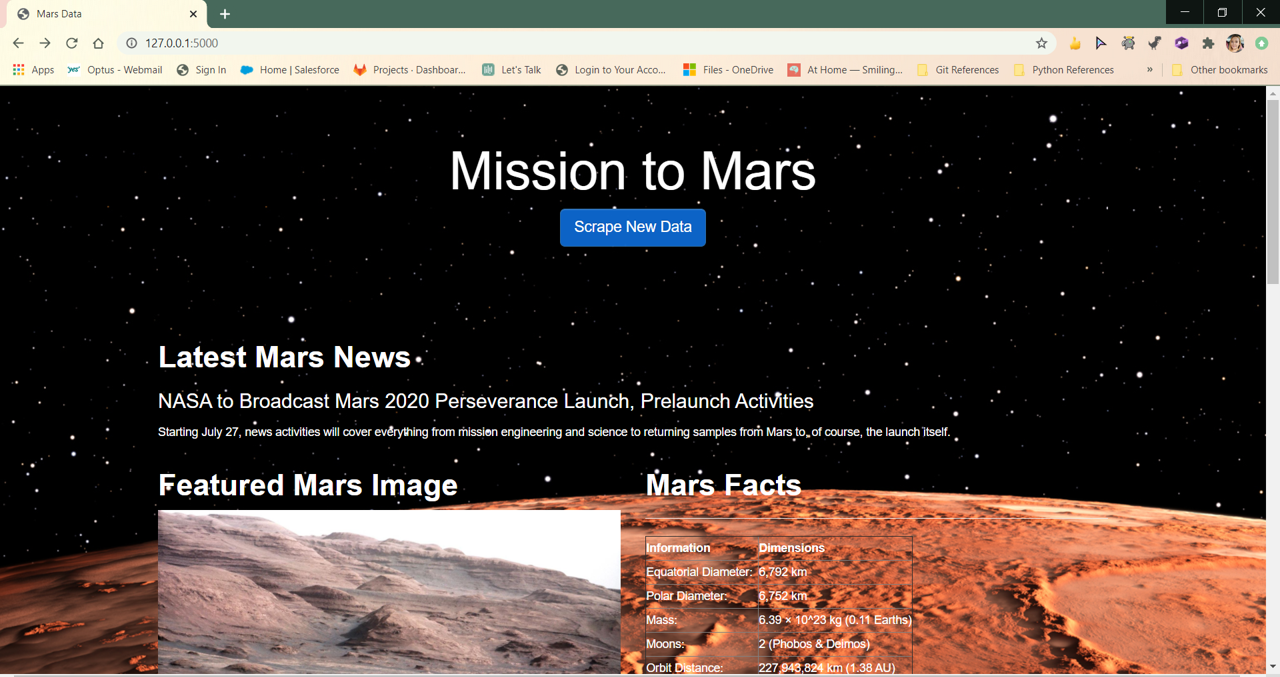 Mars Data
127.0.0.1:5000
Apps yes Optus - Webmail Sign In Home | Salesforce Projects · Dashboar... Let's Talk Login to Your Acco... Files - OneDrive At Home — Smiling... Git References Python References » Other bookmarks
Mission to Mars
Scrape New Data
Latest Mars News
NASA to Broadcast Mars 2020 Perseverance Launch, Prelaunch Activities
Starting July 27, news activities will cover everything from mission engineering and science to returning samples from Mars to, of course, the launch itself.
Featured Mars Image
Mars Facts
Information Dimensions
Equatorial Diameter: 6,792 km
Polar Diameter: 6,752 km
Mass: 6.39 × 10^23 kg (0.11 Earths)
Moons: 2 (Phobos & Deimos)
Orbit Distance: 227,943,824 km (1.38 AU)